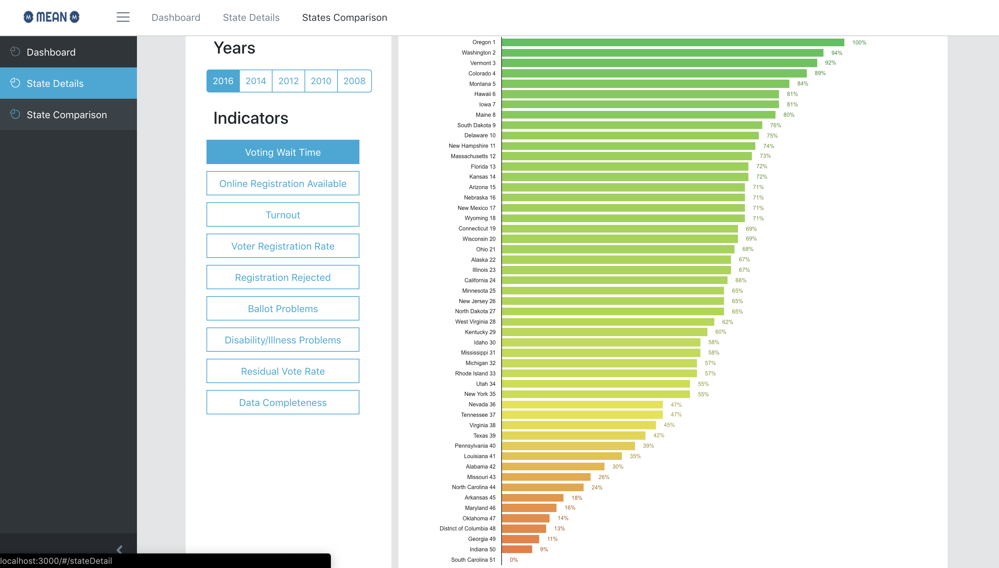 M MEAN M
Dashboard State Details States Comparison
Dashboard
State Details
State Comparison
Years
2016 2014 2012 2010 2008
Indicators
Voting Wait Time
Online Registration Available
Turnout
Voter Registration Rate
Registration Rejected
Ballot Problems
Disability/Illness Problems
Residual Vote Rate
Data Completeness
Oregon 1 100%
Washington 2 94%
Vermont 3 92%
Colorado 4 89%
Montana 5 84%
Hawaii 6 81%
Iowa 7 81%
Maine 8 80%
South Dakota 9 76%
Delaware 10 75%
New Hampshire 11 74%
Massachusetts 12 73%
Florida 13 72%
Kansas 14 72%
Arizona 15 71%
Nebraska 16 71%
New Mexico 17 71%
Wyoming 18 71%
Connecticut 19 69%
Wisconsin 20 69%
Ohio 21 68%
Alaska 22 67%
Illinois 23 67%
California 24 66%
Minnesota 25 65%
New Jersey 26 65%
North Dakota 27 65%
West Virginia 28 62%
Kentucky 29 60%
Idaho 30 58%
Mississippi 31 58%
Michigan 32 57%
Rhode Island 33 57%
Utah 34 55%
New York 35 55%
Nevada 36 47%
Tennessee 37 47%
Virginia 38 45%
Texas 39 42%
Pennsylvania 40 39%
Louisiana 41 35%
Alabama 42 30%
Missouri 43 26%
North Carolina 44 24%
Arkansas 45 18%
Maryland 46 16%
Oklahoma 47 14%
District of Columbia 48 13%
Georgia 49 11%
Indiana 50 9%
South Carolina 51 0%
localhost:3000/#/stateDetail